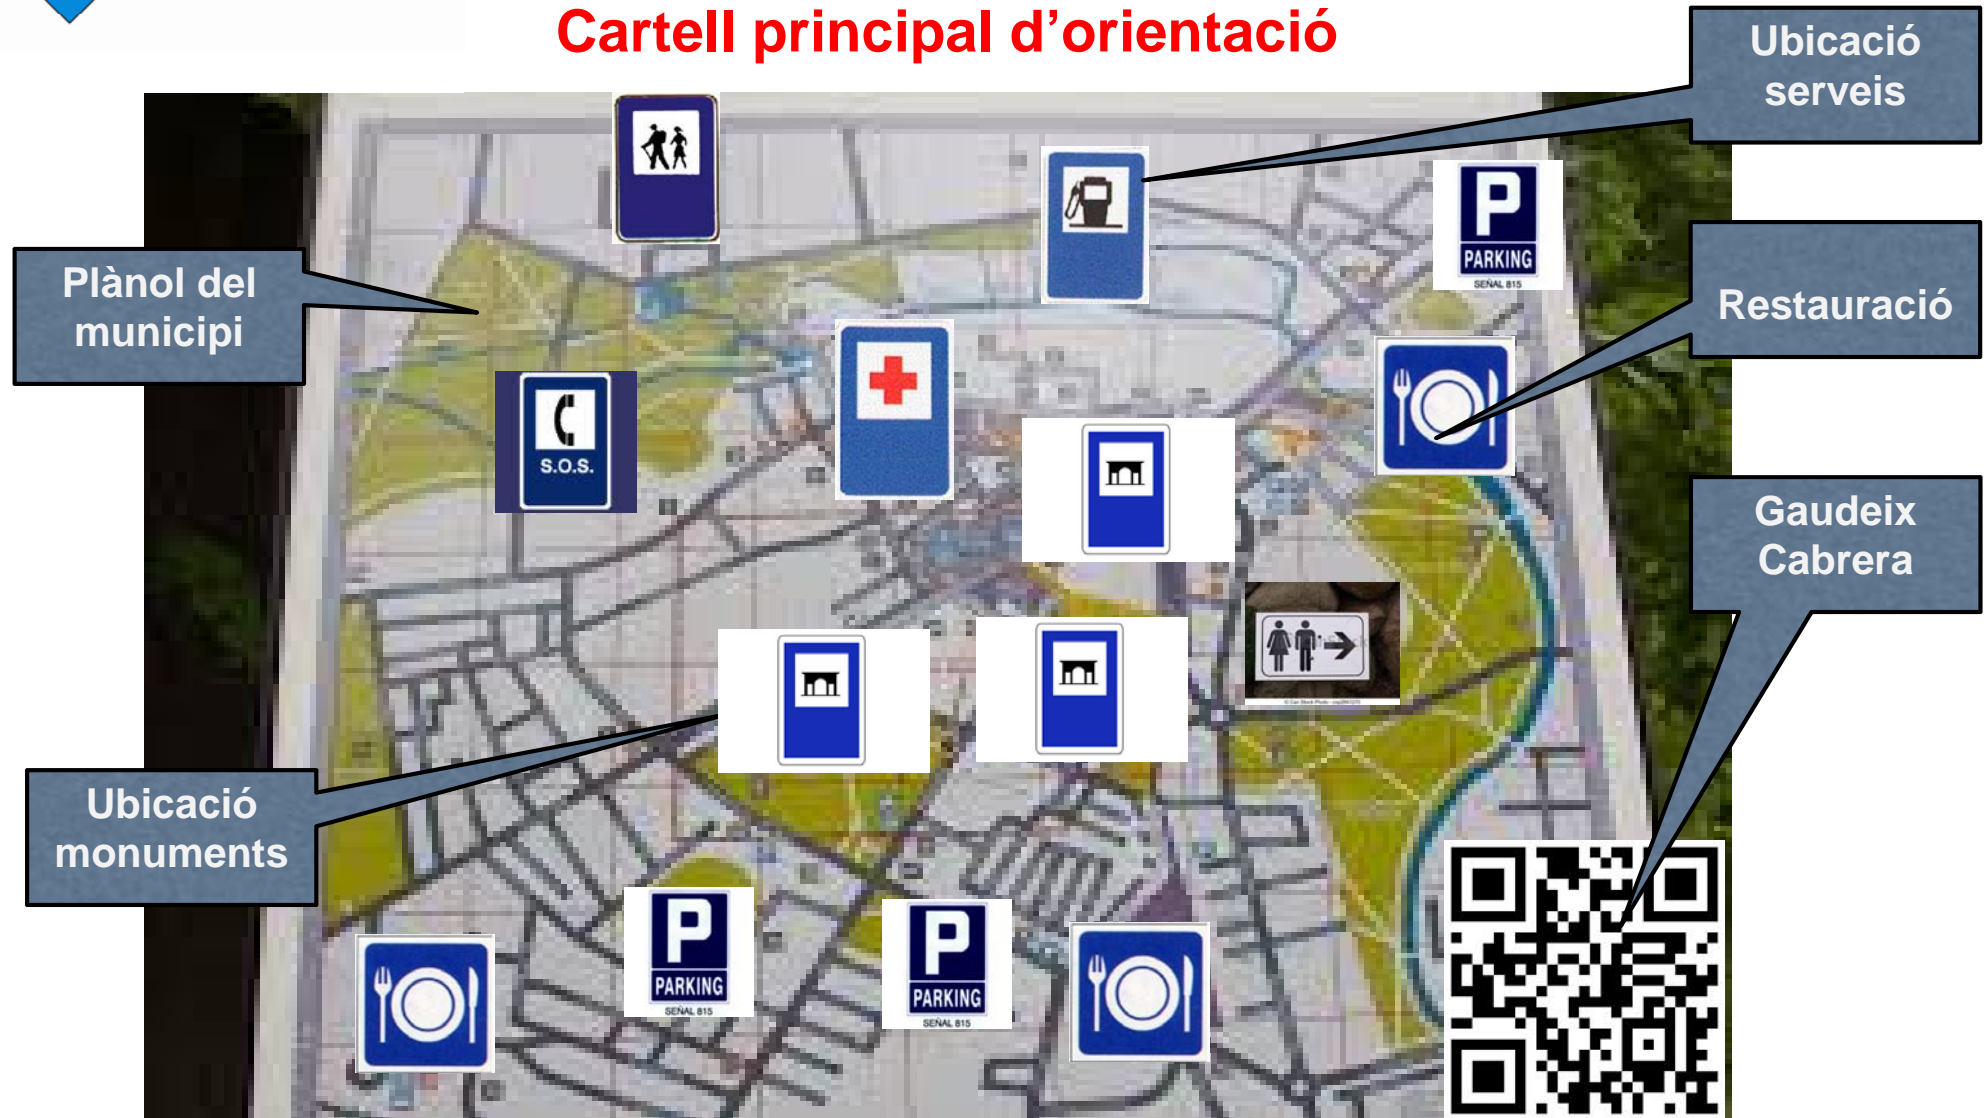 Cartell principal d’orientació
Ubicació
serveis
PARKING
SEÑAL 815
Plànol del
municipi
Restauració
S.O.S.
Gaudeix
Cabrera
Ubicació
monuments
P
PARKING
SEÑAL 815
P
PARKING
SEÑAL 815
P